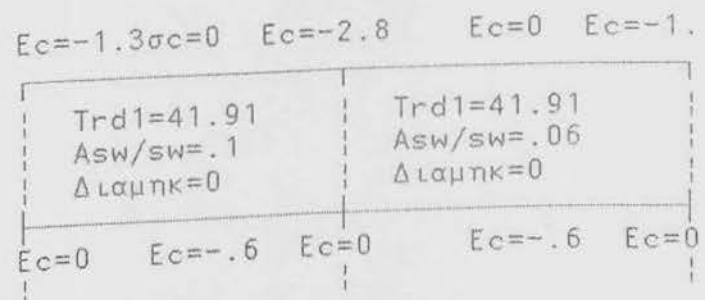 Ec=-1.3σc=0 Ec=-2.8 Ec=0 Ec=-1.
Trd1=41.91 Trd1=41.91
Asw/sw=.1 Asw/sw=.06
Διαμηκ=0 Διαμηκ=0
Ec=0 Ec=-.6 Ec=0 Ec=-.6 Ec=0